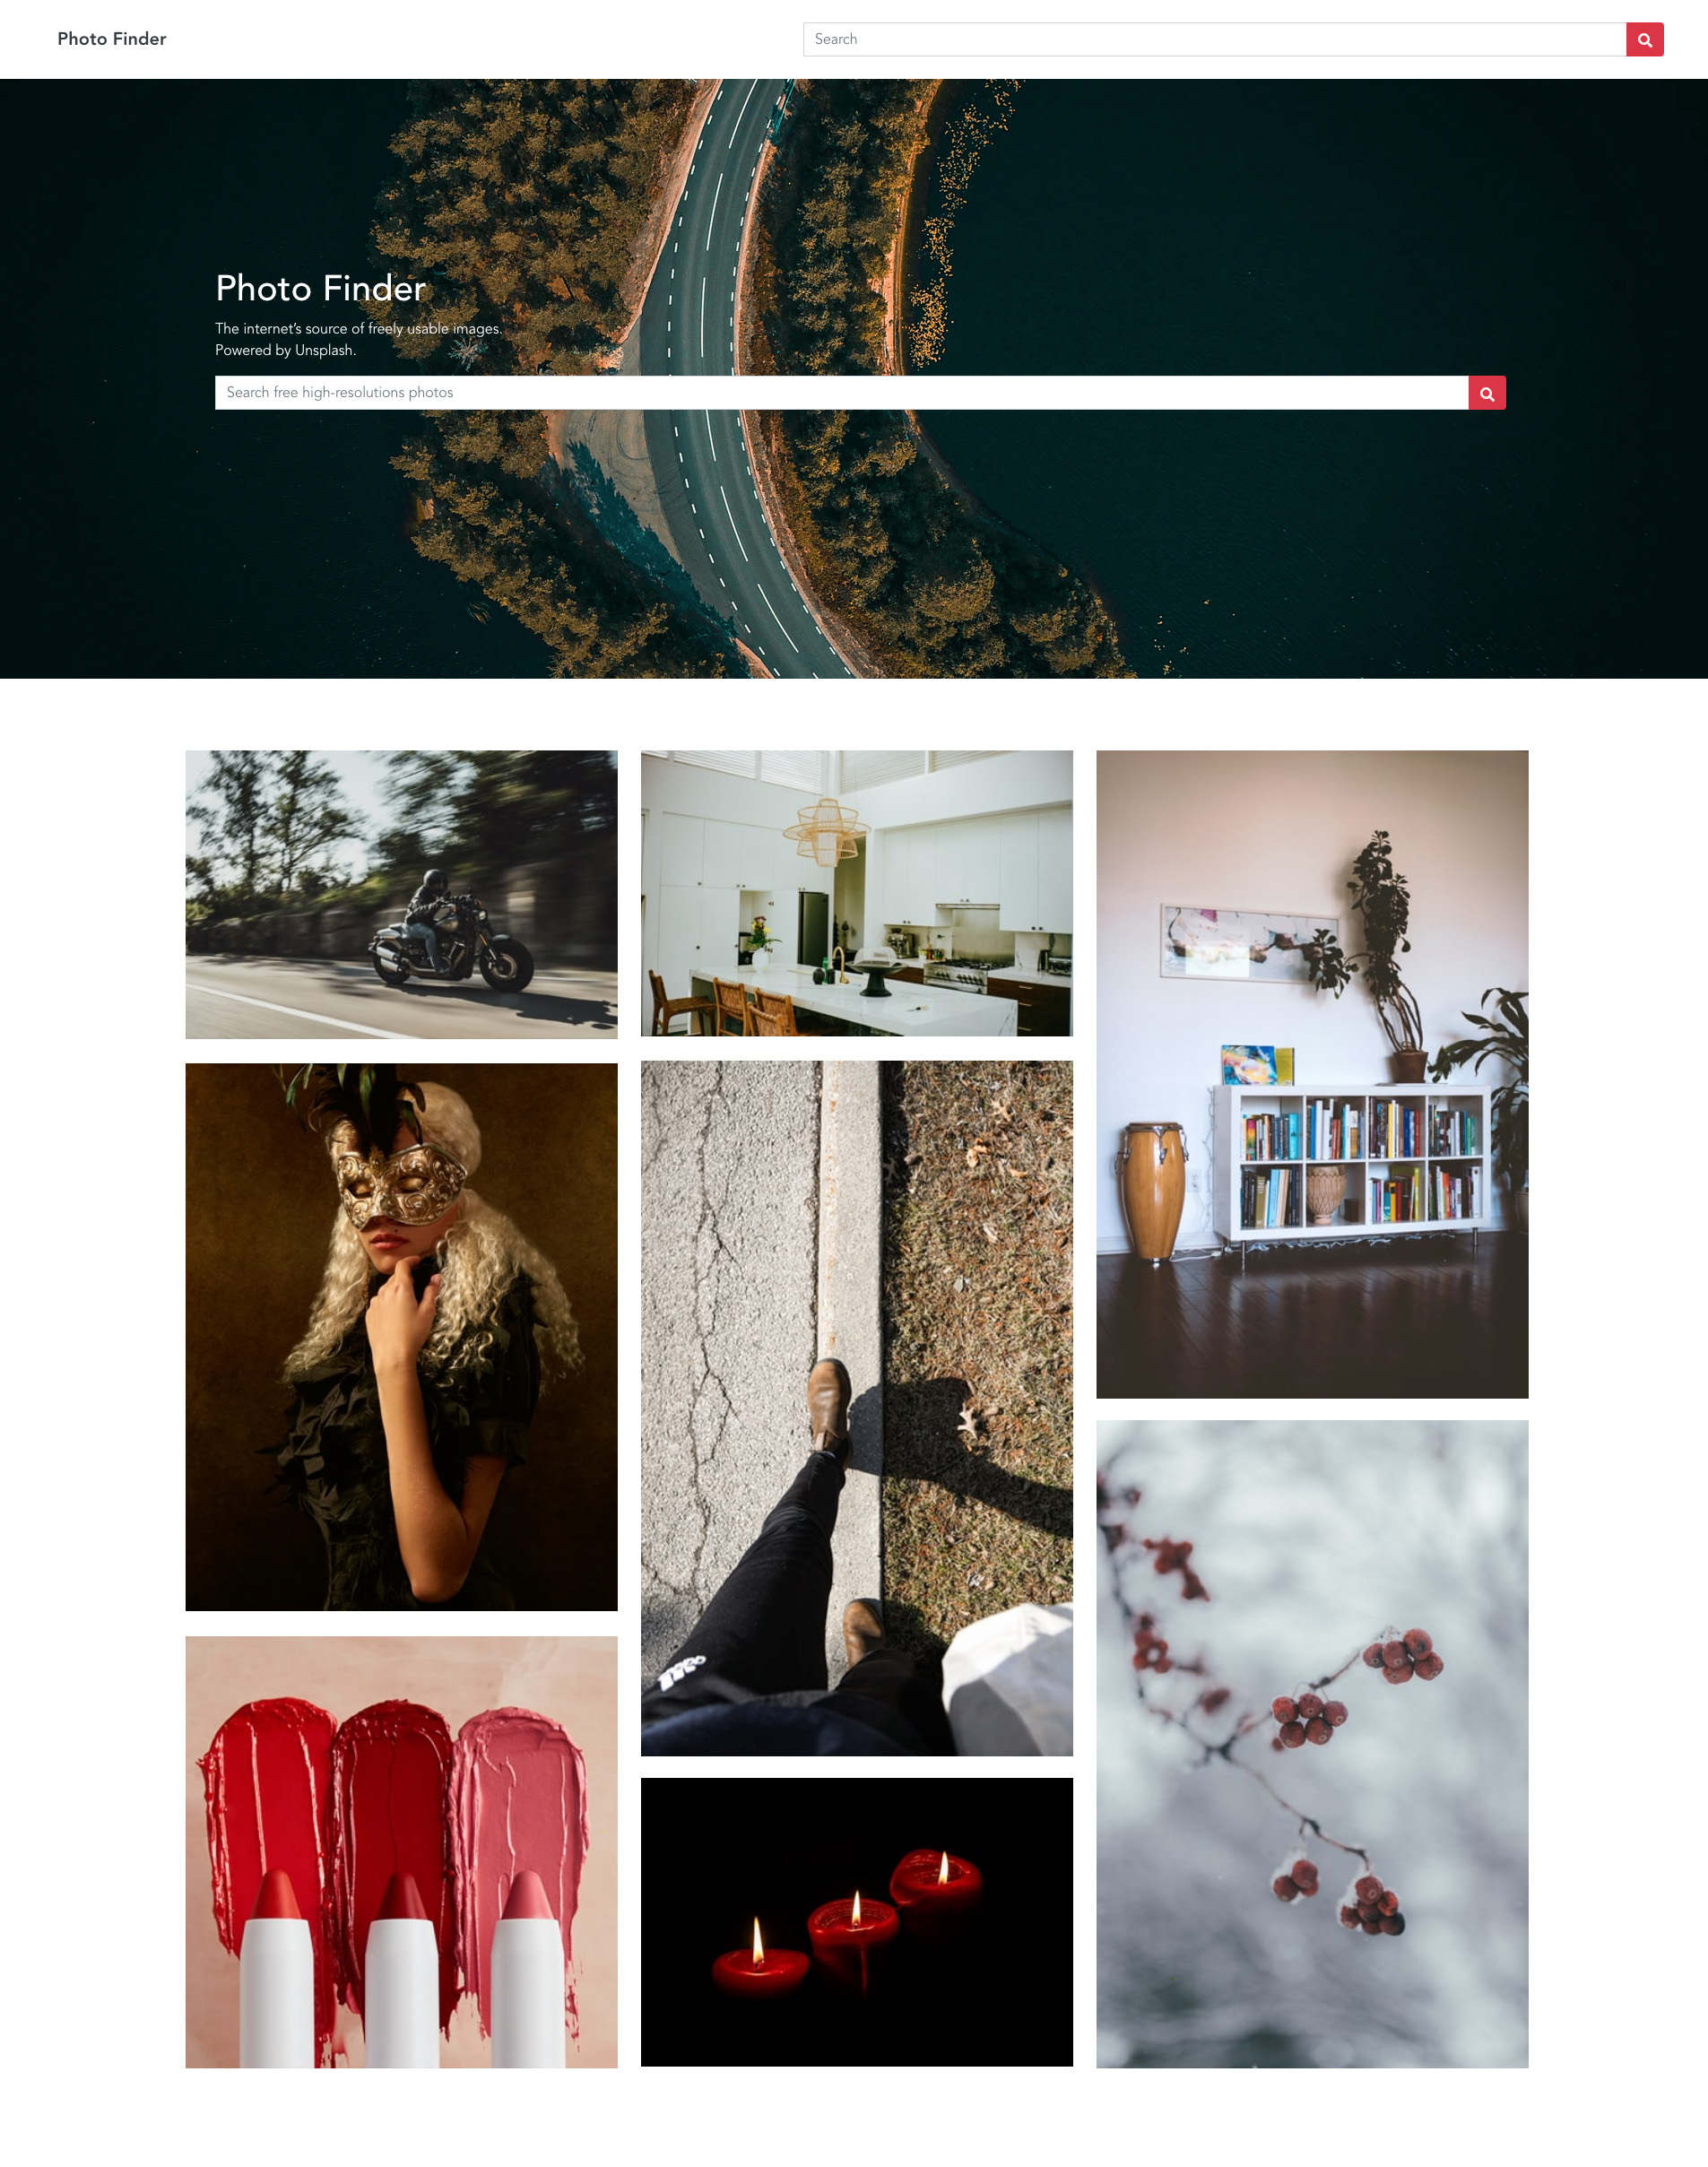 Photo Finder
Search
Photo Finder
The internet’s source of freely usable images.
Powered by Unsplash.
Search free high-resolutions photos